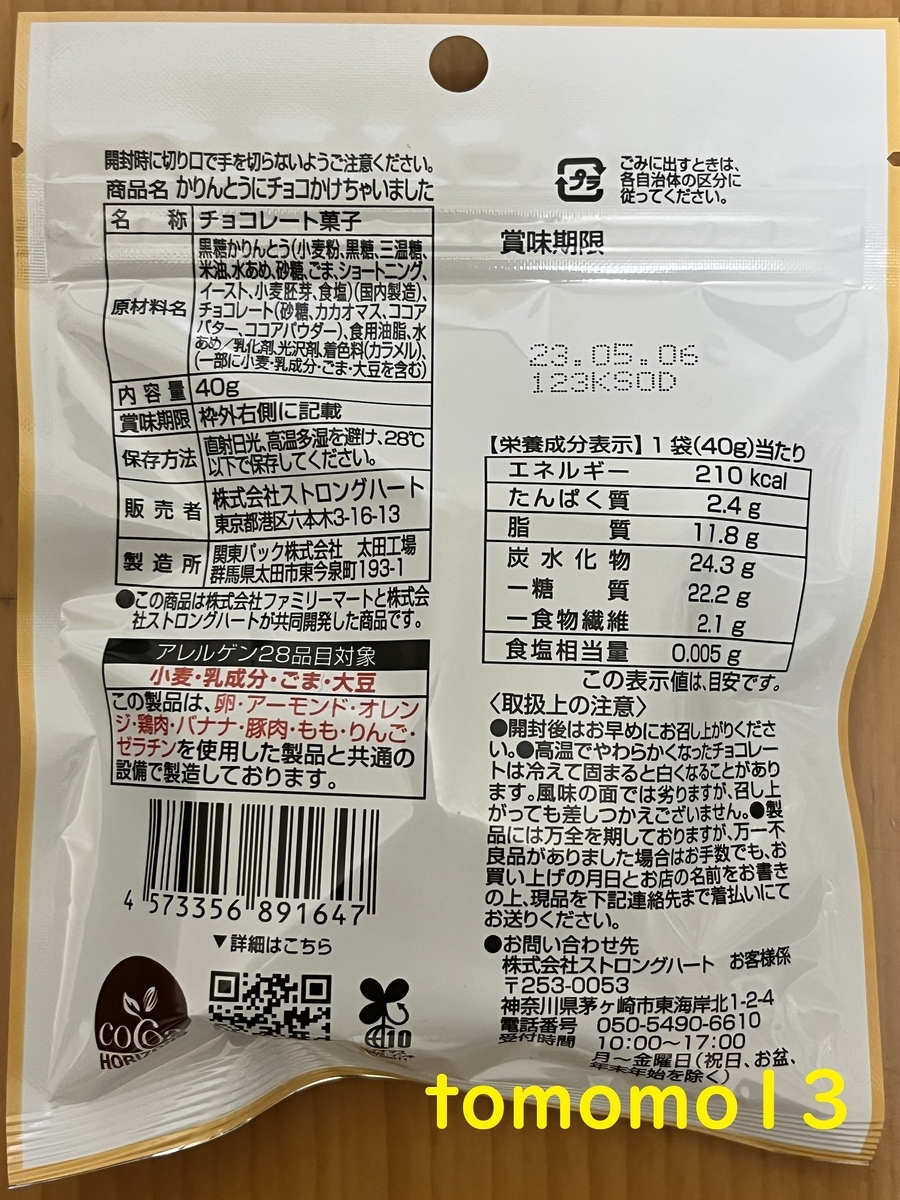 開封時に切り口で手を切らないようご注意ください。
商品名 かりんとうにチョコかけちゃいました
名称 チョコレート菓子
原材料名
黒糖かりんとう(小麦粉、黒糖、三温糖、
米油、水あめ、砂糖、ごま、ショートニング、
イースト、小麦胚芽、食塩)(国内製造)、
チョコレート(砂糖、カカオマス、ココア
バター、ココアパウダー)、食用油脂、水
あめ/乳化剤、光沢剤、着色料(カラメル)、
(一部に小麦・乳成分・ごま・大豆を含む)
内容量 40g
賞味期限 枠外右側に記載
保存方法 直射日光、高温多湿を避け、28℃
以下で保存してください。
販売者 株式会社ストロングハート
東京都港区六本木3-16-13
製造所 関東パック株式会社 太田工場
群馬県太田市東今泉町193-1
●この商品は株式会社ファミリーマートと株式会
社ストロングハートが共同開発した商品です。
アレルゲン28品目対象
小麦・乳成分・ごま・大豆
この製品は、卵・アーモンド・オレン
ジ・鶏肉・バナナ・豚肉・もも・りんご・
ゼラチンを使用した製品と共通の
設備で製造しております。
4 573356 891647
▼詳細はこちら
COCOA
HORIZONS
10
プラ
ごみに出すときは、
各自治体の区分に
従ってください。
賞味期限
23.05.06
123KSOD
【栄養成分表示】1袋(40g)当たり
エネルギー 210 kcal
たんぱく質 2.4 g
脂質 11.8 g
炭水化物 24.3 g
ー糖質 22.2 g
ー食物繊維 2.1 g
食塩相当量 0.005 g
この表示値は、目安です。
〈取扱上の注意〉
●開封後はお早めにお召し上がりくださ
い。●高温でやわらかくなったチョコレー
トは冷えて固まると白くなることがあり
ます。風味の面では劣りますが、召し上
がっても差しつかえございません。●製
品には万全を期しておりますが、万一不
良品がありました場合はお手数でも、お
買い上げの月日とお店の名前をお書き
の上、現品を下記連絡先まで着払いにて
お送りください。
●お問い合わせ先
株式会社ストロングハート お客様係
〒253-0053
神奈川県茅ヶ崎市東海岸北1-2-4
電話番号 050-5490-6610
受付時間 10:00～17:00
月～金曜日(祝日、お盆、
年末年始を除く)
tomomo13